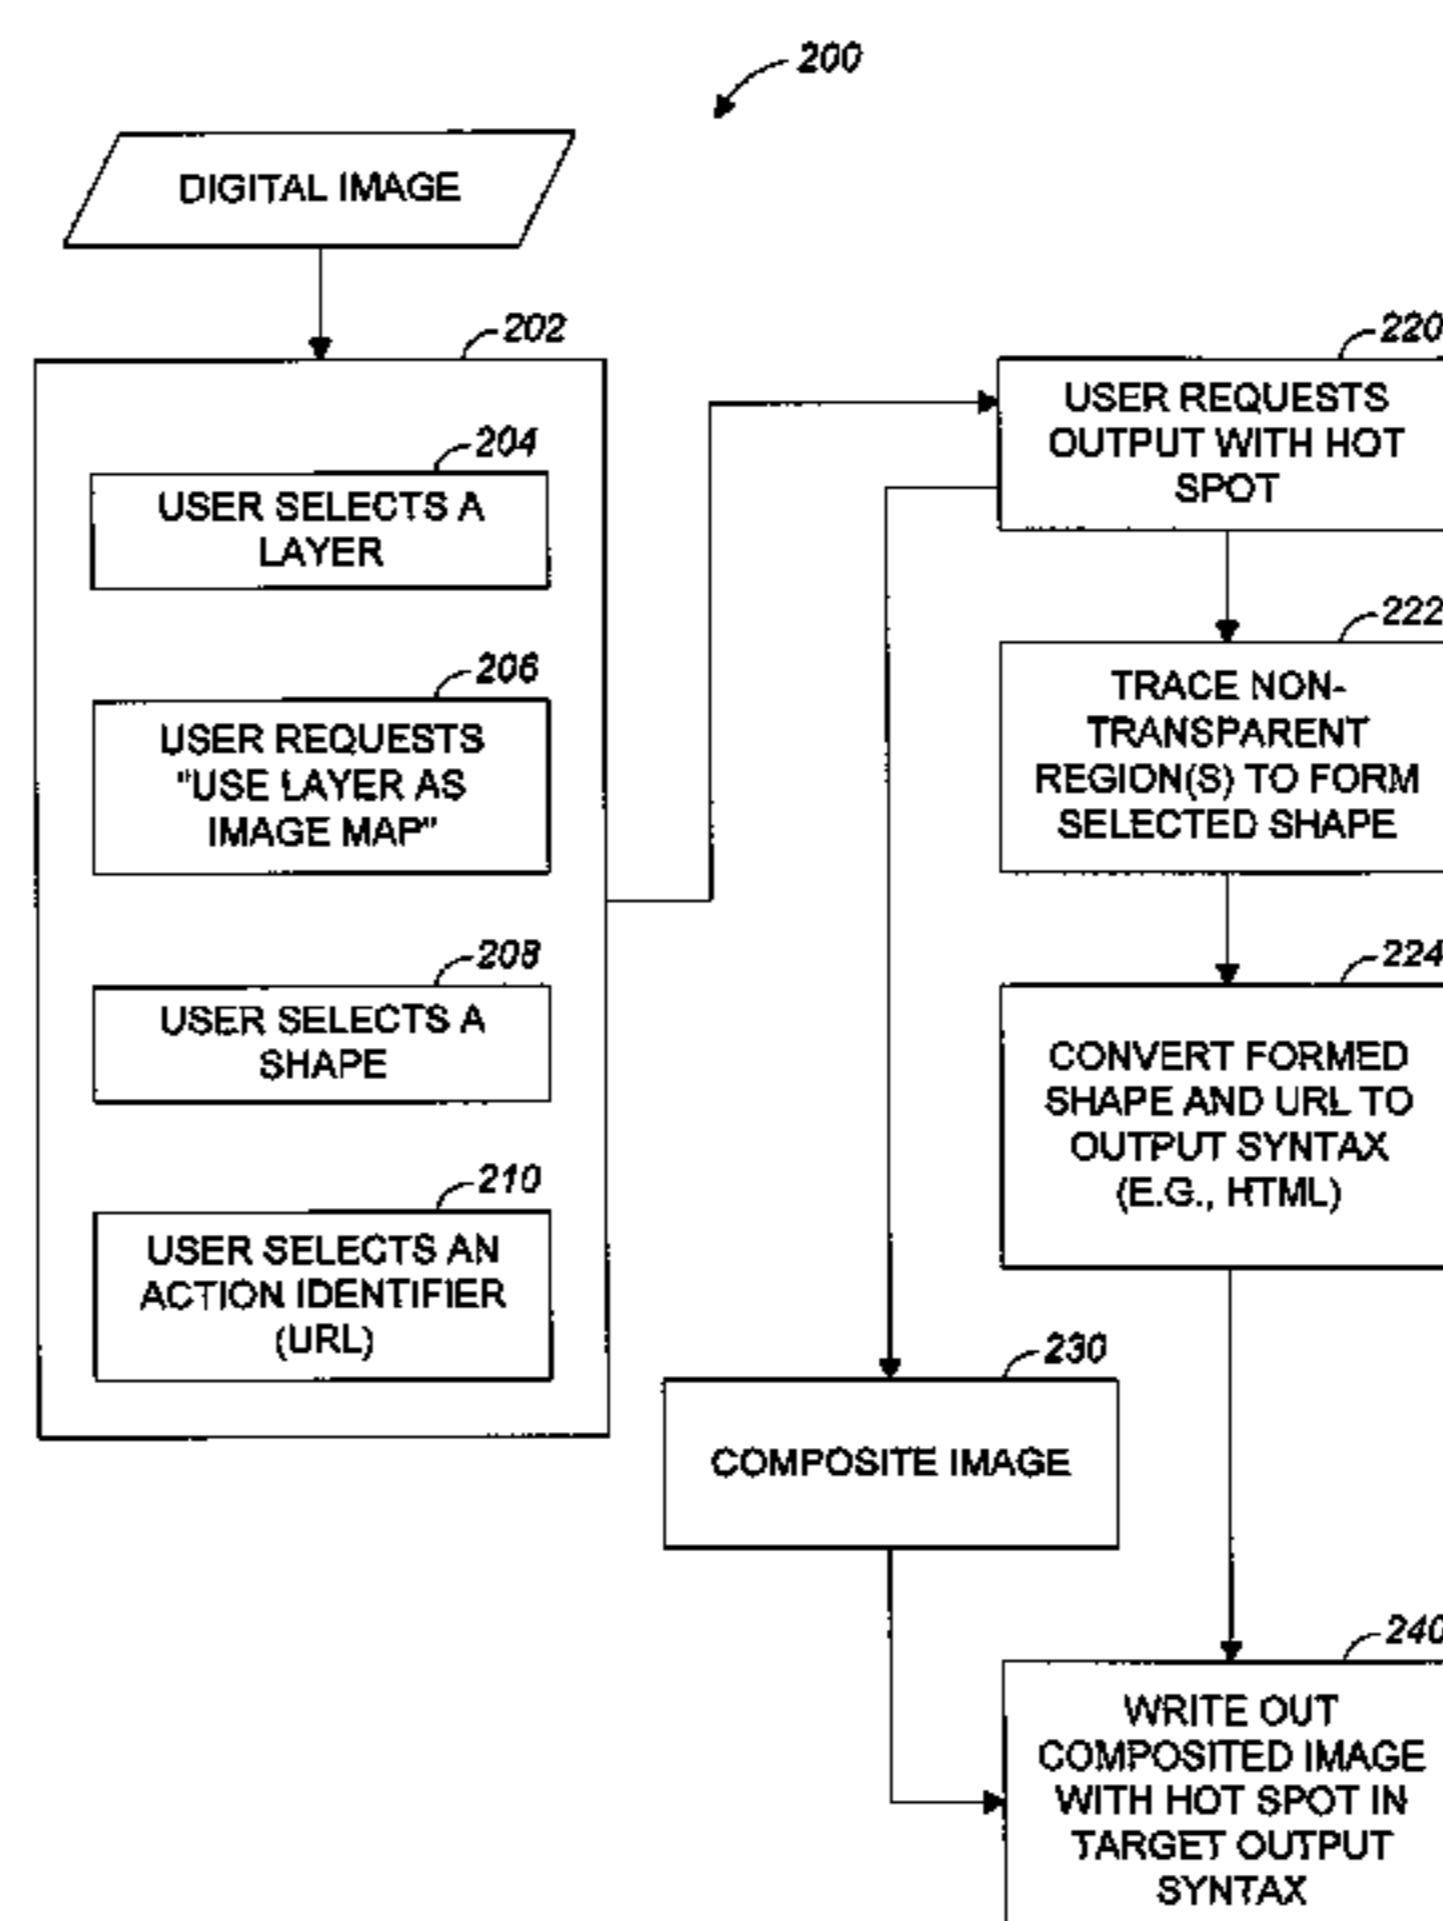 200
DIGITAL IMAGE
202
204
USER SELECTS A
LAYER
206
USER REQUESTS
"USE LAYER AS
IMAGE MAP"
208
USER SELECTS A
SHAPE
210
USER SELECTS AN
ACTION IDENTIFIER
(URL)
220
USER REQUESTS
OUTPUT WITH HOT
SPOT
222
TRACE NON-
TRANSPARENT
REGION(S) TO FORM
SELECTED SHAPE
224
CONVERT FORMED
SHAPE AND URL TO
OUTPUT SYNTAX
(E.G., HTML)
230
COMPOSITE IMAGE
240
WRITE OUT
COMPOSITED IMAGE
WITH HOT SPOT IN
TARGET OUTPUT
SYNTAX